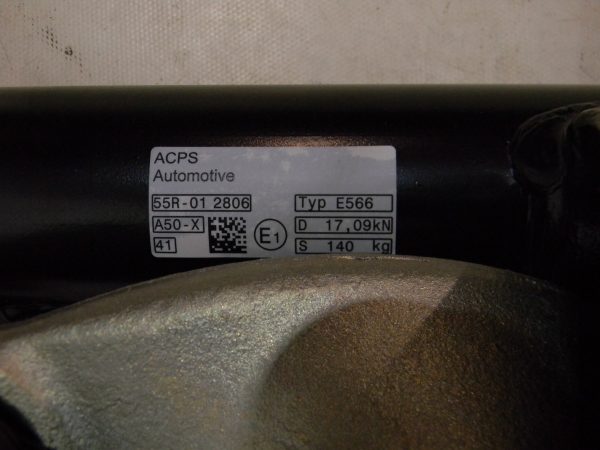 ACPS
Automotive
55R-01 2806 Typ E566
A50-X E1 D 17,09kN
41 S 140 kg